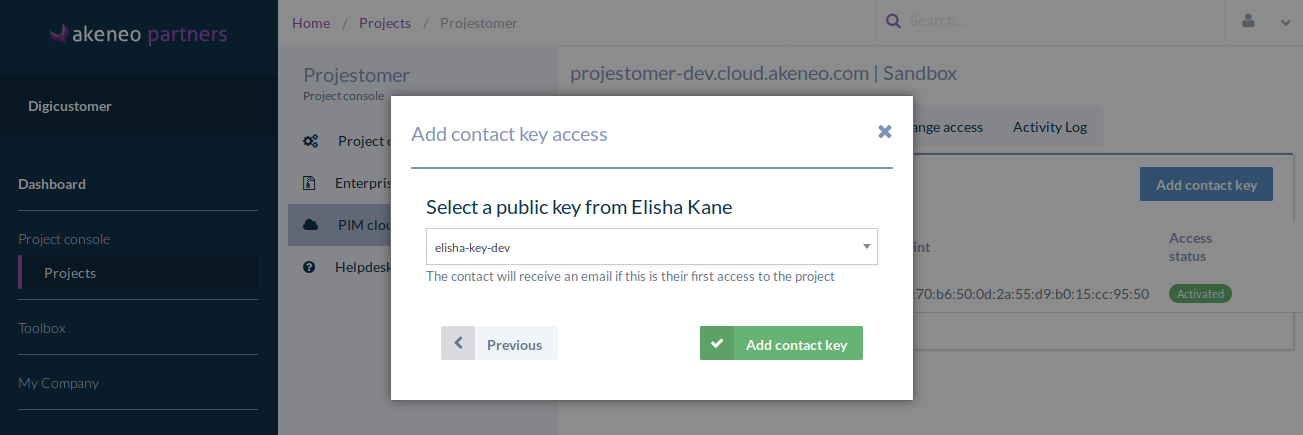 akeneo partners
Digicustomer
Dashboard
Project console
Projects
Toolbox
My Company
Home / Projects / Projestomer
Search...
Projestomer
Project console
Project
Enterpris
PIM clou
Helpdesk
projestomer-dev.cloud.akeneo.com | Sandbox
ange access
Activity Log
Add contact key
int
Access
status
:70:b6:50:0d:2a:55:d9:b0:15:cc:95:50
Activated
Add contact key access
Select a public key from Elisha Kane
elisha-key-dev
The contact will receive an email if this is their first access to the project
Previous
Add contact key